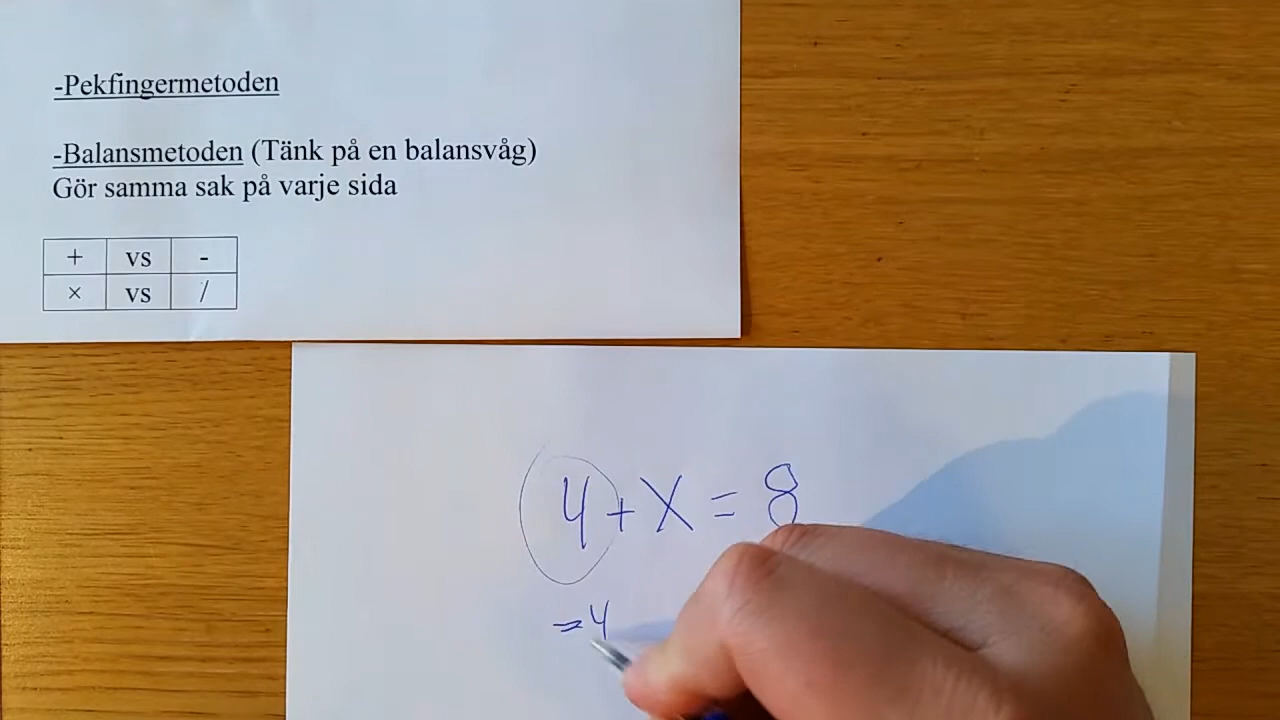 -Pekfingermetoden
-Balansmetoden (Tänk på en balansvåg)
Gör samma sak på varje sida
+ vs -
× vs /
4+X=8
=4